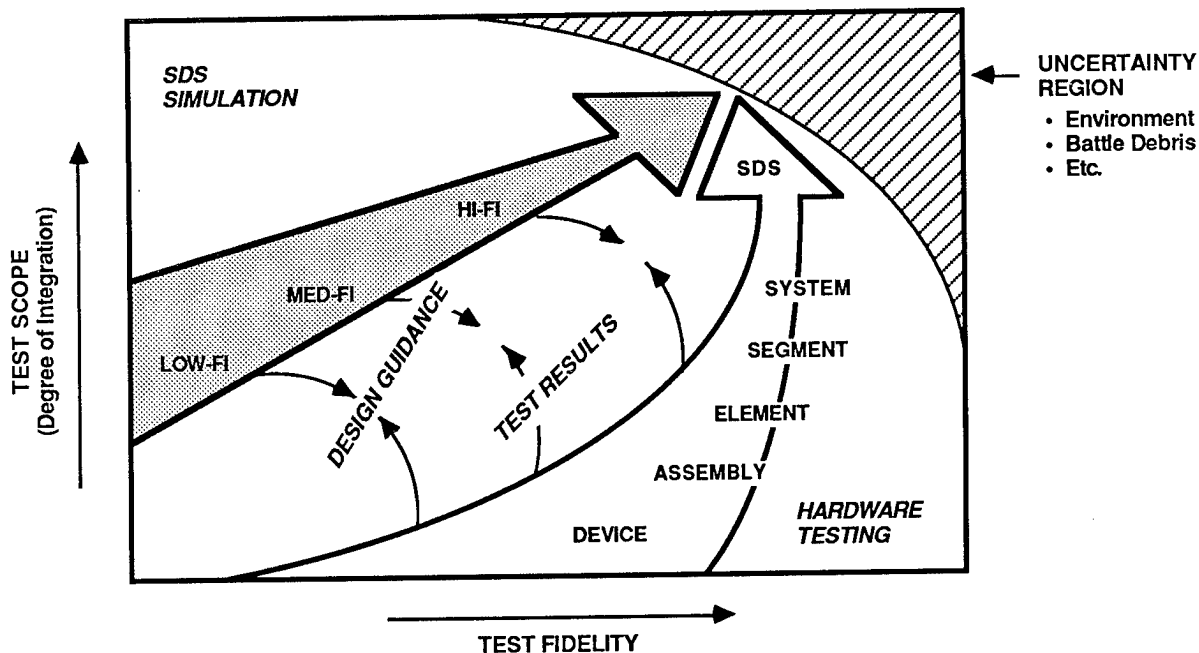 SDS
SIMULATION
UNCERTAINTY
REGION
• Environment
• Battle Debris
• Etc.
SDS
HI-FI
MED-FI
LOW-FI
SYSTEM
SEGMENT
ELEMENT
ASSEMBLY
DEVICE
DESIGN GUIDANCE
TEST RESULTS
HARDWARE
TESTING
TEST SCOPE
(Degree of Integration)
TEST FIDELITY